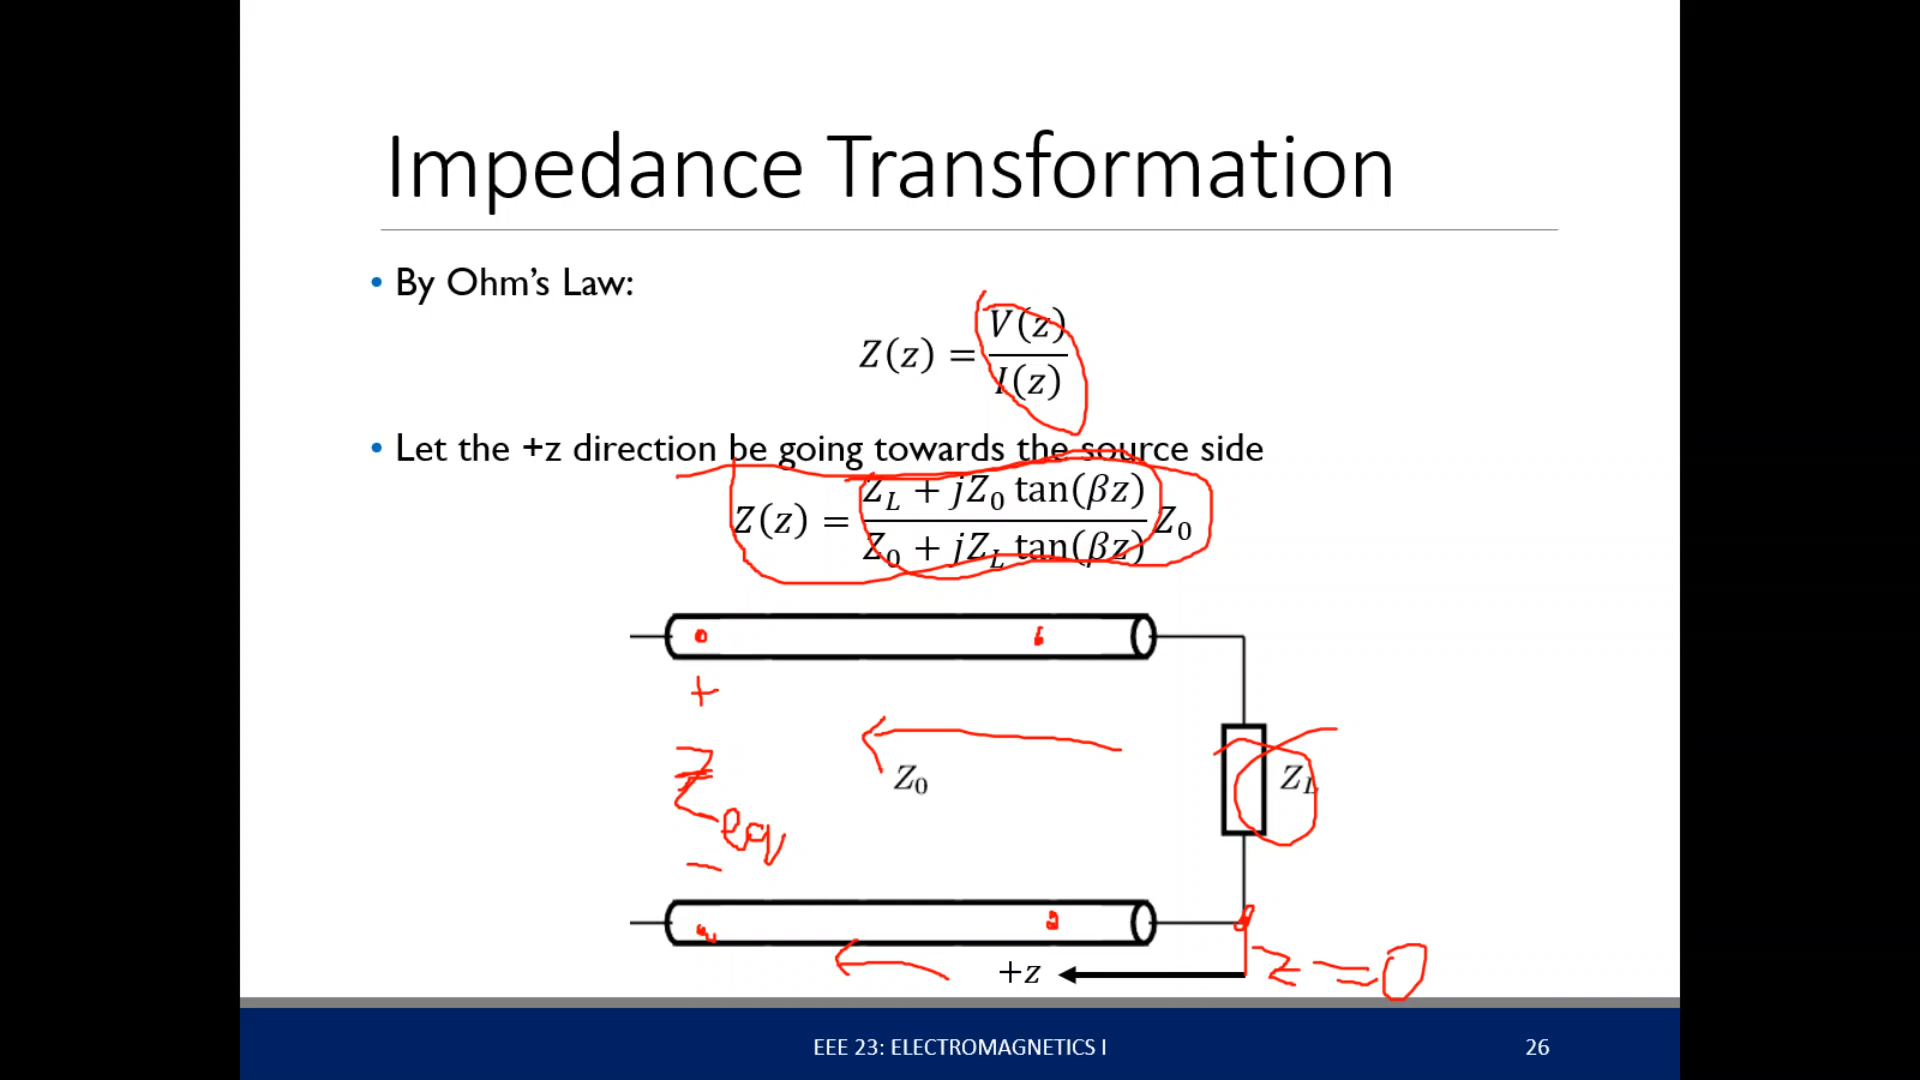 Impedance Transformation
• By Ohm's Law:
Z(z) = V(z) / I(z)
• Let the +z direction be going towards the source side
Z(z) = (Z_L + jZ_0 tan(βz)) / (Z_0 + jZ_L tan(βz)) Z_0
+
Z_0
Z_L
Z_eq
−
+z
z = 0
EEE 23: ELECTROMAGNETICS I
26